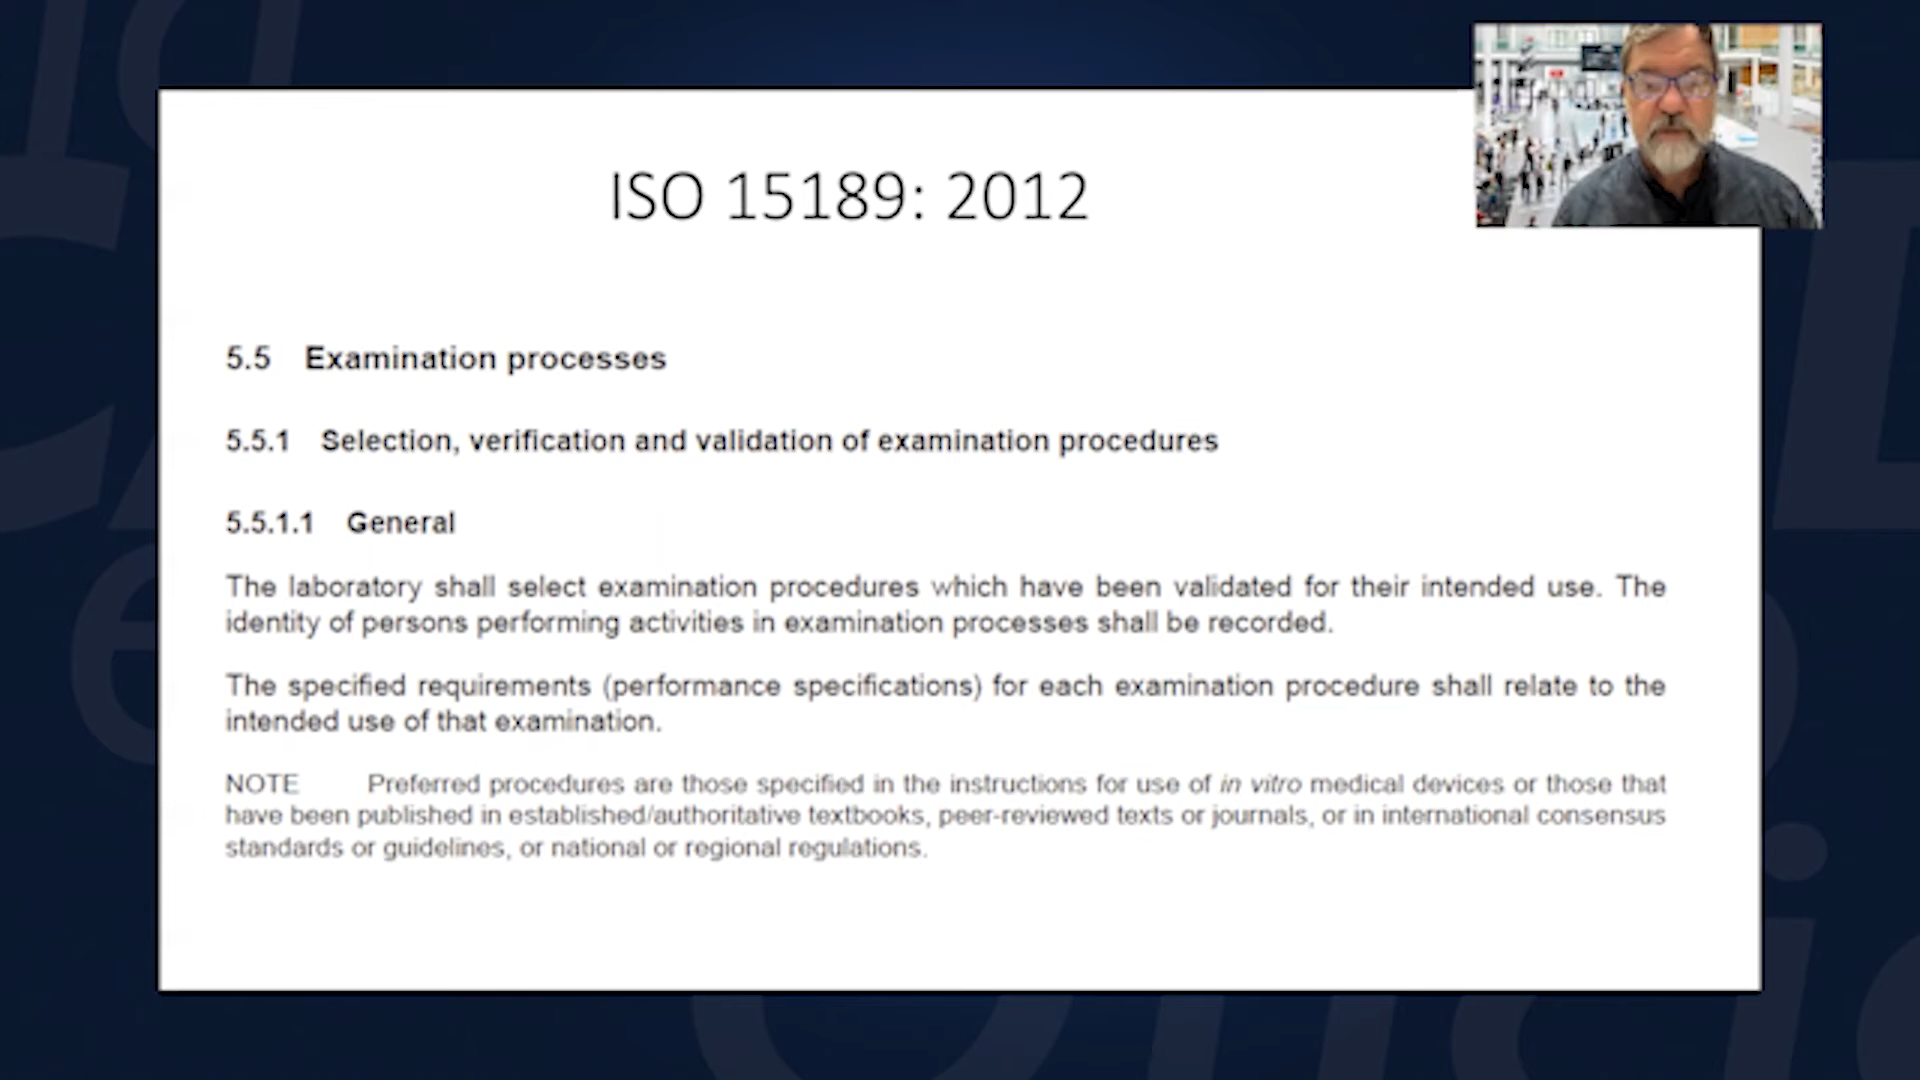 ISO 15189: 2012
5.5 Examination processes
5.5.1 Selection, verification and validation of examination procedures
5.5.1.1 General
The laboratory shall select examination procedures which have been validated for their intended use. The
identity of persons performing activities in examination processes shall be recorded.
The specified requirements (performance specifications) for each examination procedure shall relate to the
intended use of that examination.
NOTE Preferred procedures are those specified in the instructions for use of in vitro medical devices or those that
have been published in established/authoritative textbooks, peer-reviewed texts or journals, or in international consensus
standards or guidelines, or national or regional regulations.